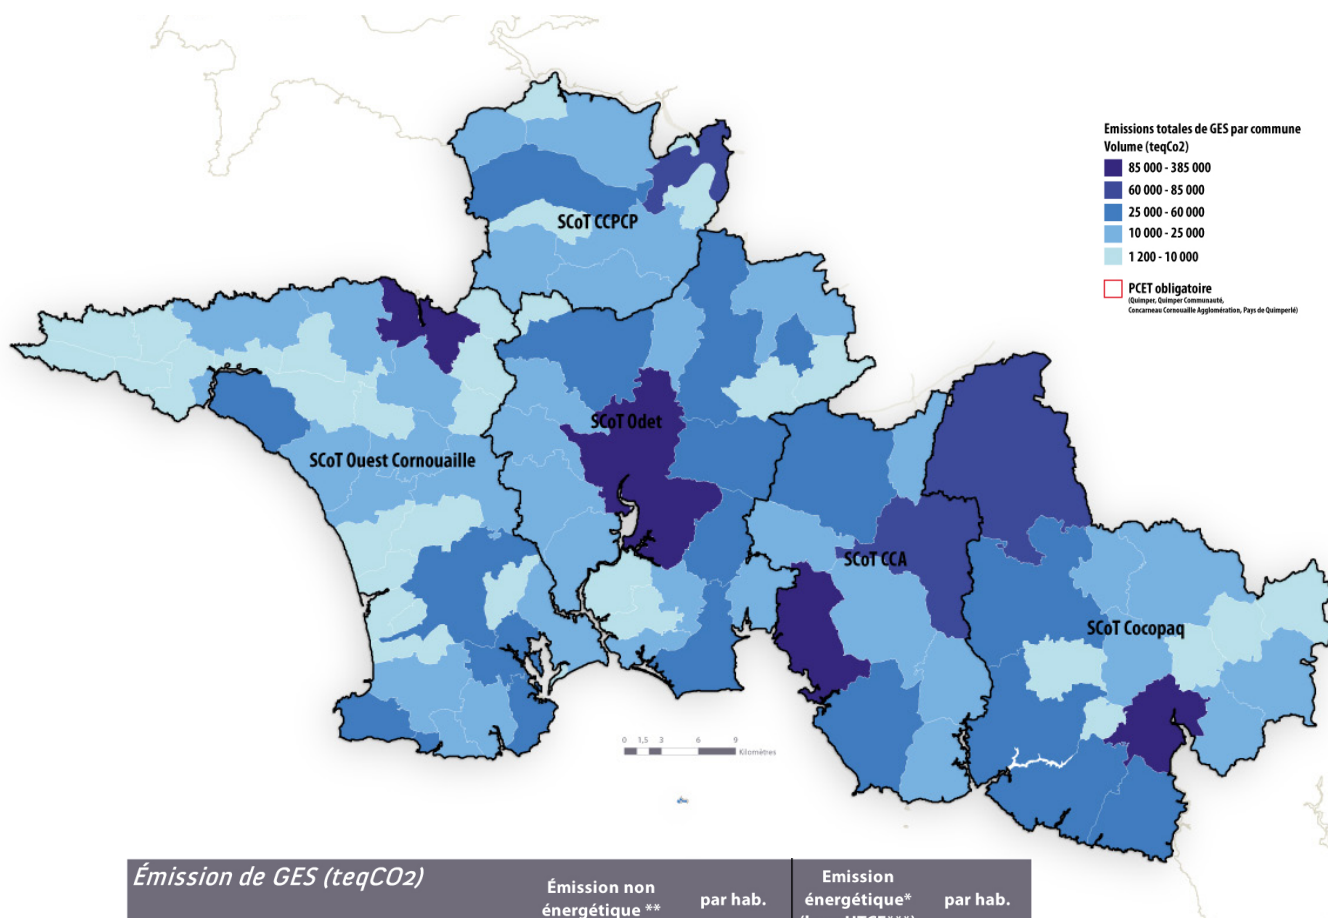 Emissions totales de GES par commune
Volume (teqCo2)
85 000 - 385 000
60 000 - 85 000
25 000 - 60 000
10 000 - 25 000
1 200 - 10 000
PCET obligatoire
(Quimper, Quimper Communauté,
Concarneau Cornouaille Agglomération, Pays de Quimperlé)
SCoT CCPCP
SCoT Odet
SCoT Ouest Cornouaille
SCoT CCA
SCoT Cocopaq
0 1,5 3 6 9
Kilomètres
Émission de GES (teqCO2)
Émission non
énergétique **
par hab.
Emission
énergétique*
par hab.